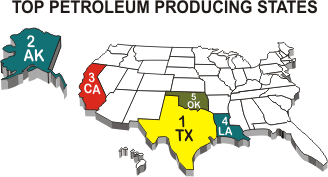 TOP PETROLEUM PRODUCING STATES
2
AK
3
CA
5
OK
4
LA
1
TX